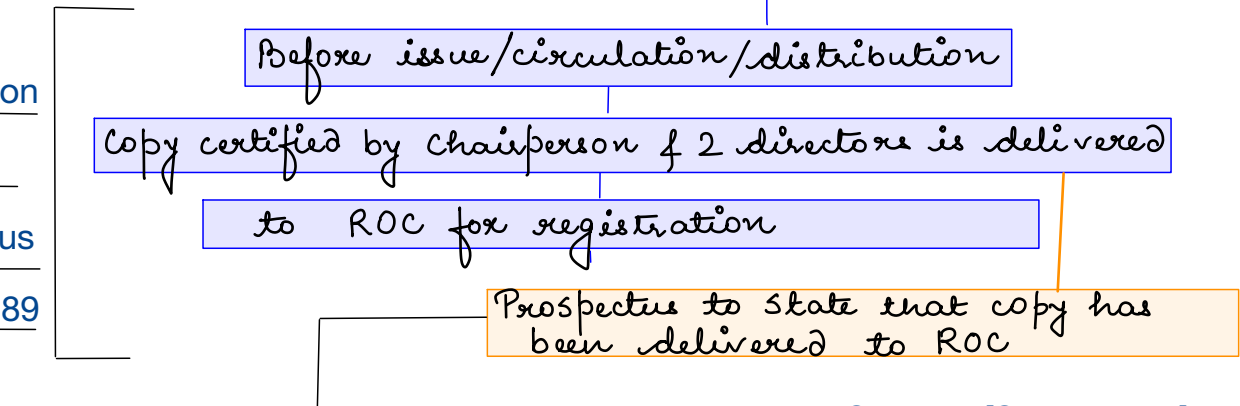 Before issue/circulation/distribution
on
Copy certified by Chairperson & 2 directors is delivered
to ROC for registration
us
89
Prospectus to state that copy has
been delivered to ROC